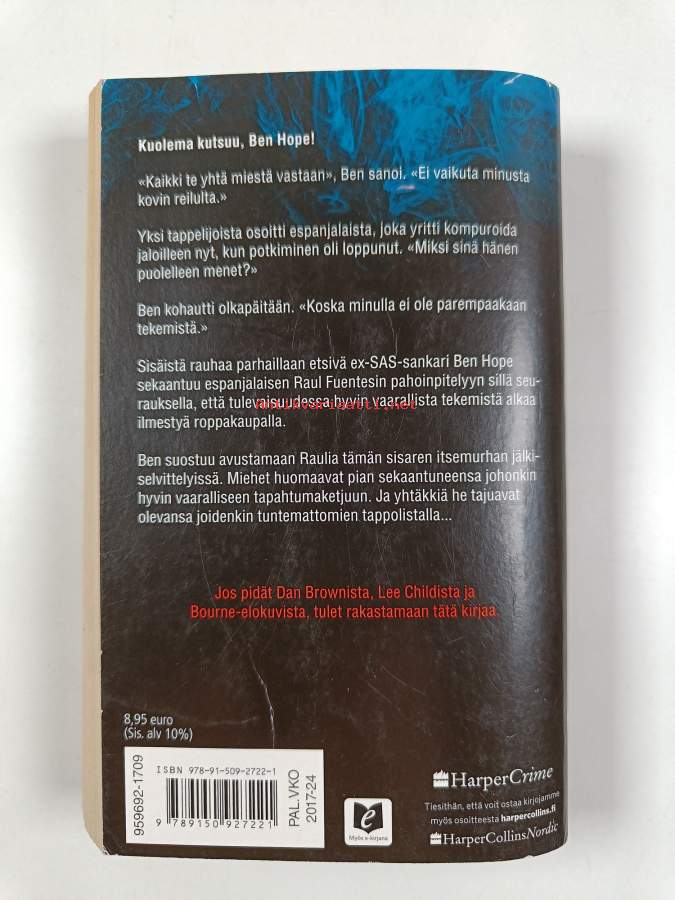 Kuolema kutsuu, Ben Hope!
«Kaikki te yhtä miestä vastaan», Ben sanoi. «Ei vaikuta minusta
kovin reilulta.»
Yksi tappelijoista osoitti espanjalaista, joka yritti kompuroida
jaloilleen nyt, kun potkiminen oli loppunut. «Miksi sinä hänen
puolelleen menet?»
Ben kohautti olkapäitään. «Koska minulla ei ole parempaakaan
tekemistä.»
Sisäistä rauhaa parhaillaan etsivä ex-SAS-sankari Ben Hope
sekaantuu espanjalaisen Raul Fuentesin pahoinpitelyyn sillä seu-
rauksella, että tulevaisuudessa hyvin vaarallista tekemistä alkaa
ilmestyä roppakaupalla.
Antikvariaatti.net
Ben suostuu avustamaan Raulia tämän sisaren itsemurhan jälki-
selvittelyissä. Miehet huomaavat pian sekaantuneensa johonkin
hyvin vaaralliseen tapahtumaketjuun. Ja yhtäkkiä he tajuavat
olevansa joidenkin tuntemattomien tappolistalla...
Jos pidät Dan Brownista, Lee Childista ja
Bourne-elokuvista, tulet rakastamaan tätä kirjaa.
8,95 euro
(Sis. alv 10%)
959692-1709
ISBN 978-91-509-2722-1
9 789150 927221
PAL.VKO
2017-24
e
Myös e-kirjana
HarperCrime
Tiesithän, että voit ostaa kirjojamme
myös osoitteesta harpercollins.fi
HarperCollinsNordic